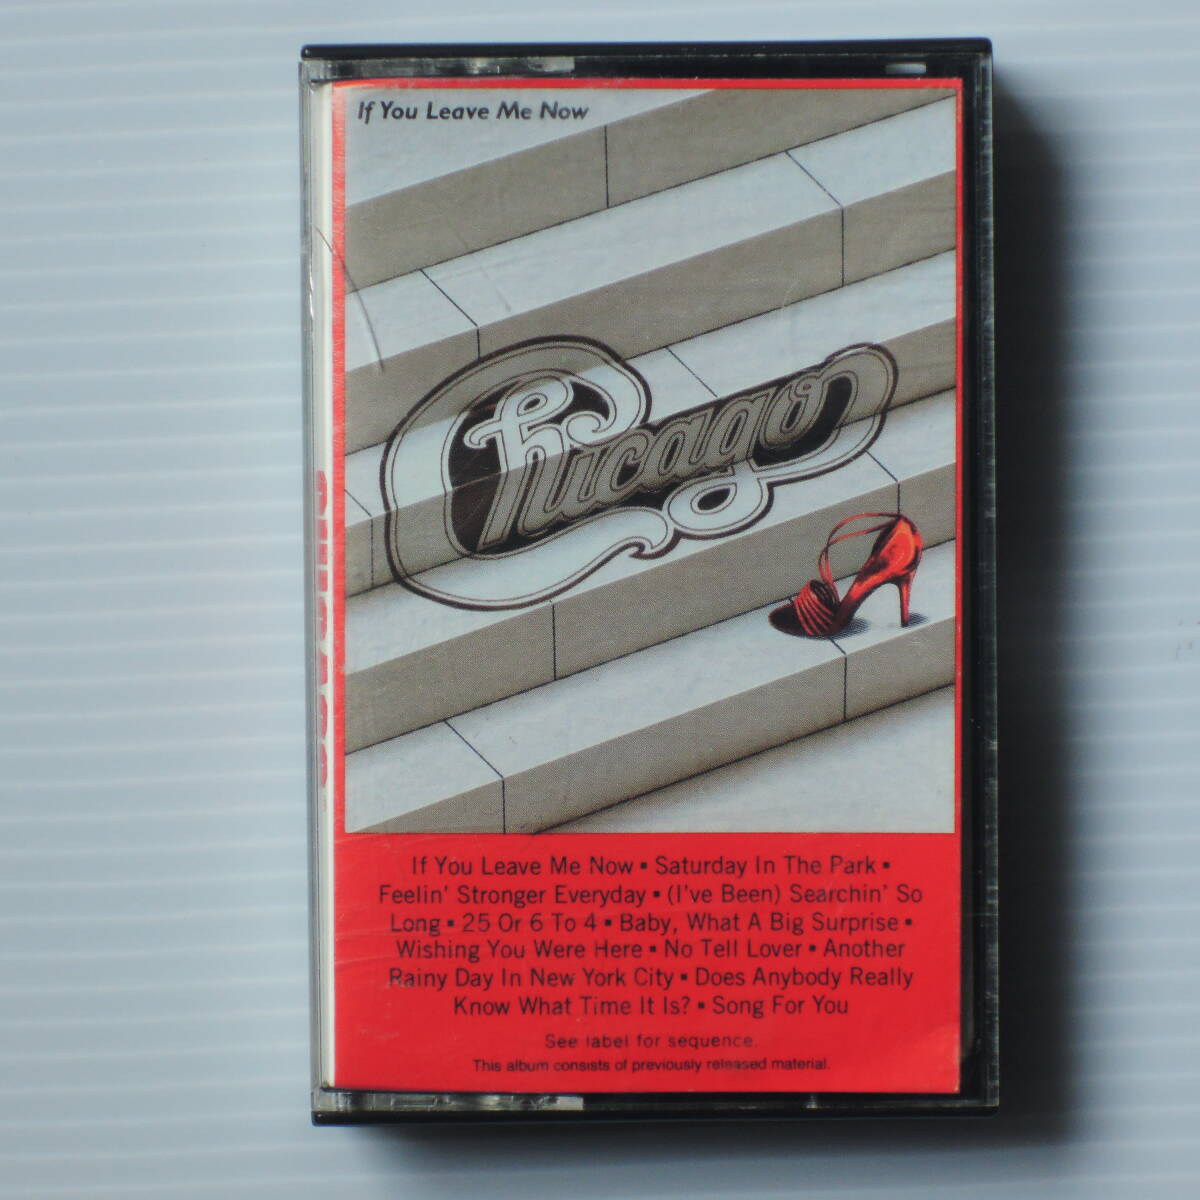 If You Leave Me Now
Chicago
If You Leave Me Now ▪ Saturday In The Park ▪
Feelin' Stronger Everyday ▪ (I've Been) Searchin' So
Long ▪ 25 Or 6 To 4 ▪ Baby, What A Big Surprise ▪
Wishing You Were Here ▪ No Tell Lover ▪ Another
Rainy Day In New York City ▪ Does Anybody Really
Know What Time It Is? ▪ Song For You
See label for sequence.
This album consists of previously released material.
CHICAGO